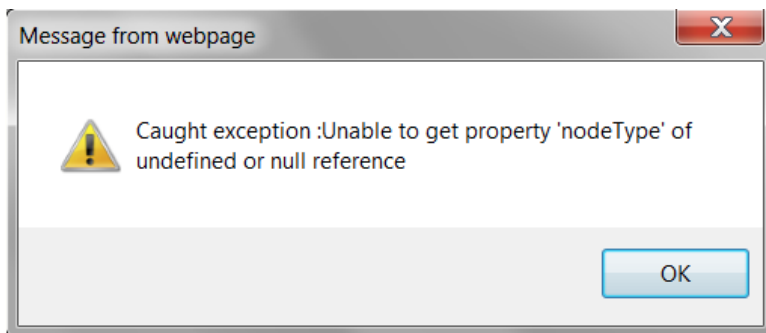 Message from webpage
Caught exception :Unable to get property 'nodeType' of
undefined or null reference
OK